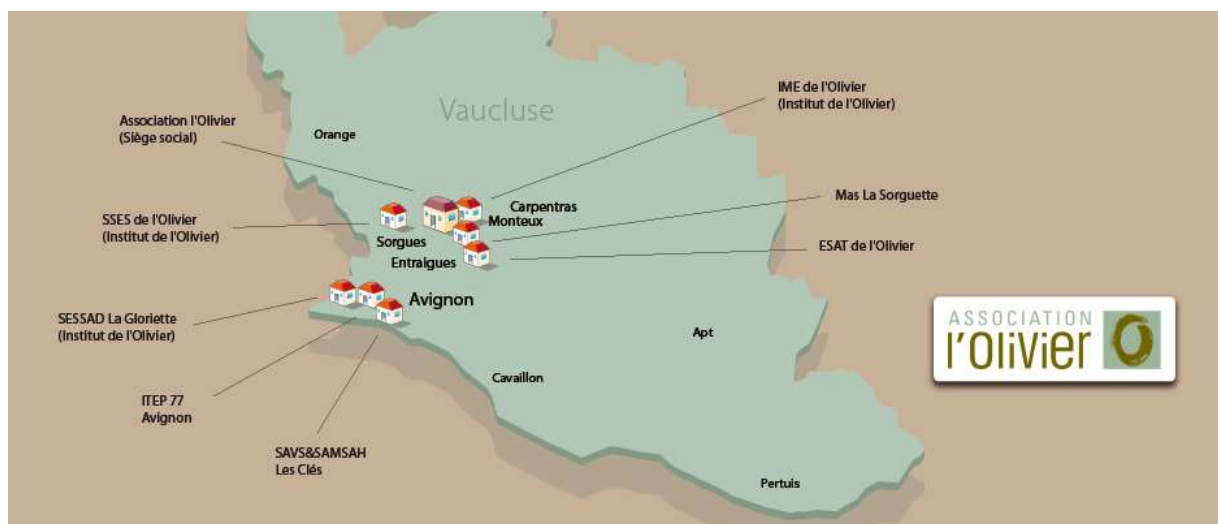 Vaucluse
IME de l'Olivier
(Institut de l'Olivier)
Association l'Olivier
(Siège social)
Orange
Mas La Sorguette
Carpentras
Monteux
SSES de l'Olivier
(Institut de l'Olivier)
Sorgues
Entraigues
ESAT de l'Olivier
Avignon
SESSAD La Gloriette
(Institut de l'Olivier)
ASSOCIATION
l'olivier
Apt
Cavaillon
ITEP 77
Avignon
SAVS&SAMSAH
Les Clés
Pertuis